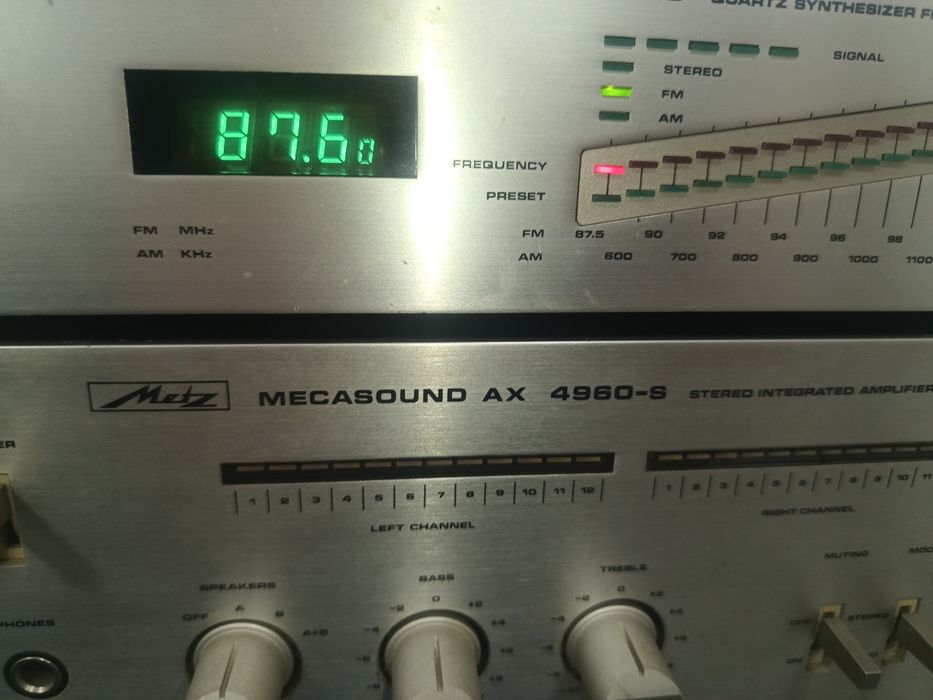 QUARTZ SYNTHESIZER
SIGNAL
STEREO
FM
AM
87.60
FREQUENCY
PRESET
FM MHz
AM KHz
FM 87.5 90 92 94 96 98
AM 600 700 800 900 1000 1100
Metz MECASOUND AX 4960-S STEREO INTEGRATED AMPLIFIER
1 2 3 4 5 6 7 8 9 10 11 12
LEFT CHANNEL
1 2 3 4 5 6 7 8 9 10 11
RIGHT CHANNEL
MUTING
OFF
ON
STEREO
SPEAKERS
OFF A B A+B
BASS
-4 -2 0 +2
TREBLE
-2 0 +2 +4
PHONES